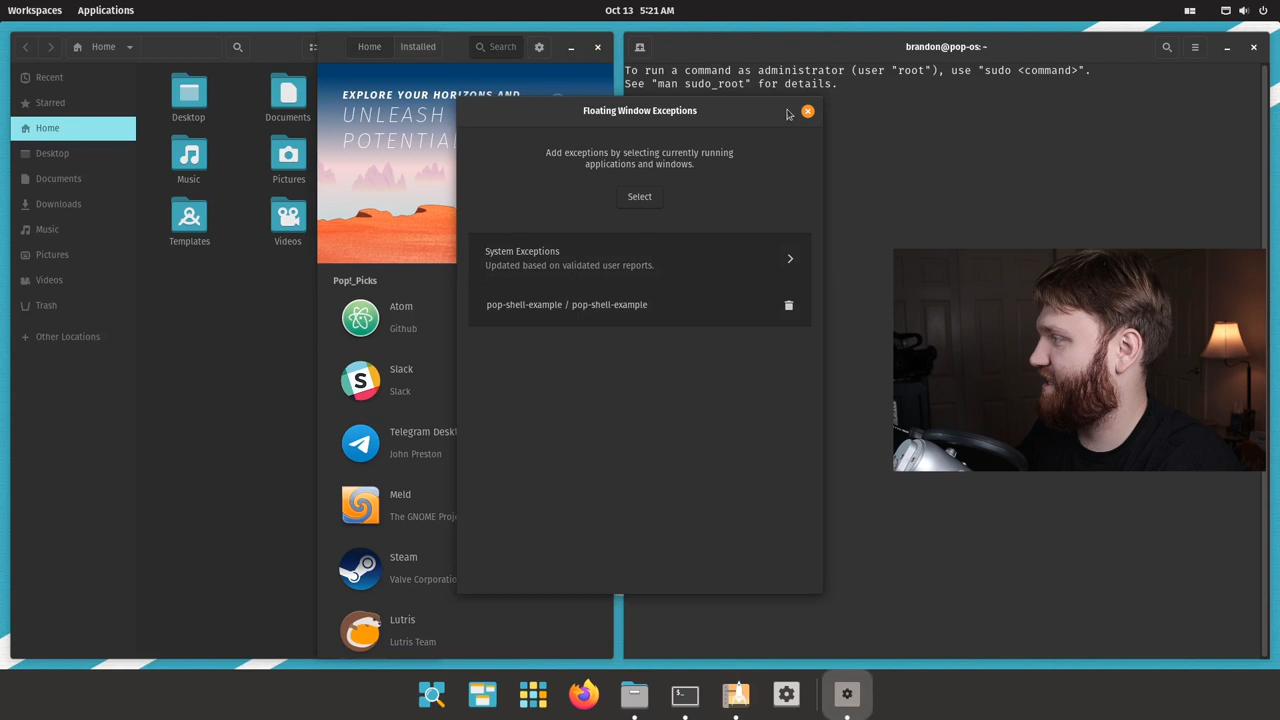 Workspaces
Applications
Oct 13 5:21 AM
Home
Recent
Starred
Home
Desktop
Documents
Downloads
Music
Pictures
Videos
Trash
Other Locations
Desktop
Documents
Music
Pictures
Templates
Videos
Home
Installed
Search
EXPLORE YOUR HORIZONS AND
UNLEASH
POTENTIA
Pop!_Picks
Atom
Github
Slack
Slack
Telegram Deskt
John Preston
Meld
The GNOME Proje
Steam
Valve Corporatio
Lutris
Lutris Team
Floating Window Exceptions
Add exceptions by selecting currently running
applications and windows.
Select
System Exceptions
Updated based on validated user reports.
pop-shell-example / pop-shell-example
brandon@pop-os: ~
To run a command as administrator (user "root"), use "sudo <command>".
See "man sudo_root" for details.